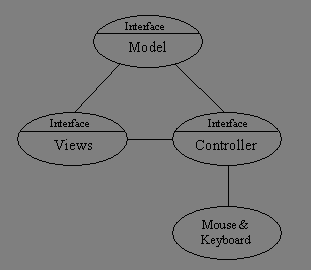 Interface
Model
Interface
Views
Interface
Controller
Mouse &
Keyboard